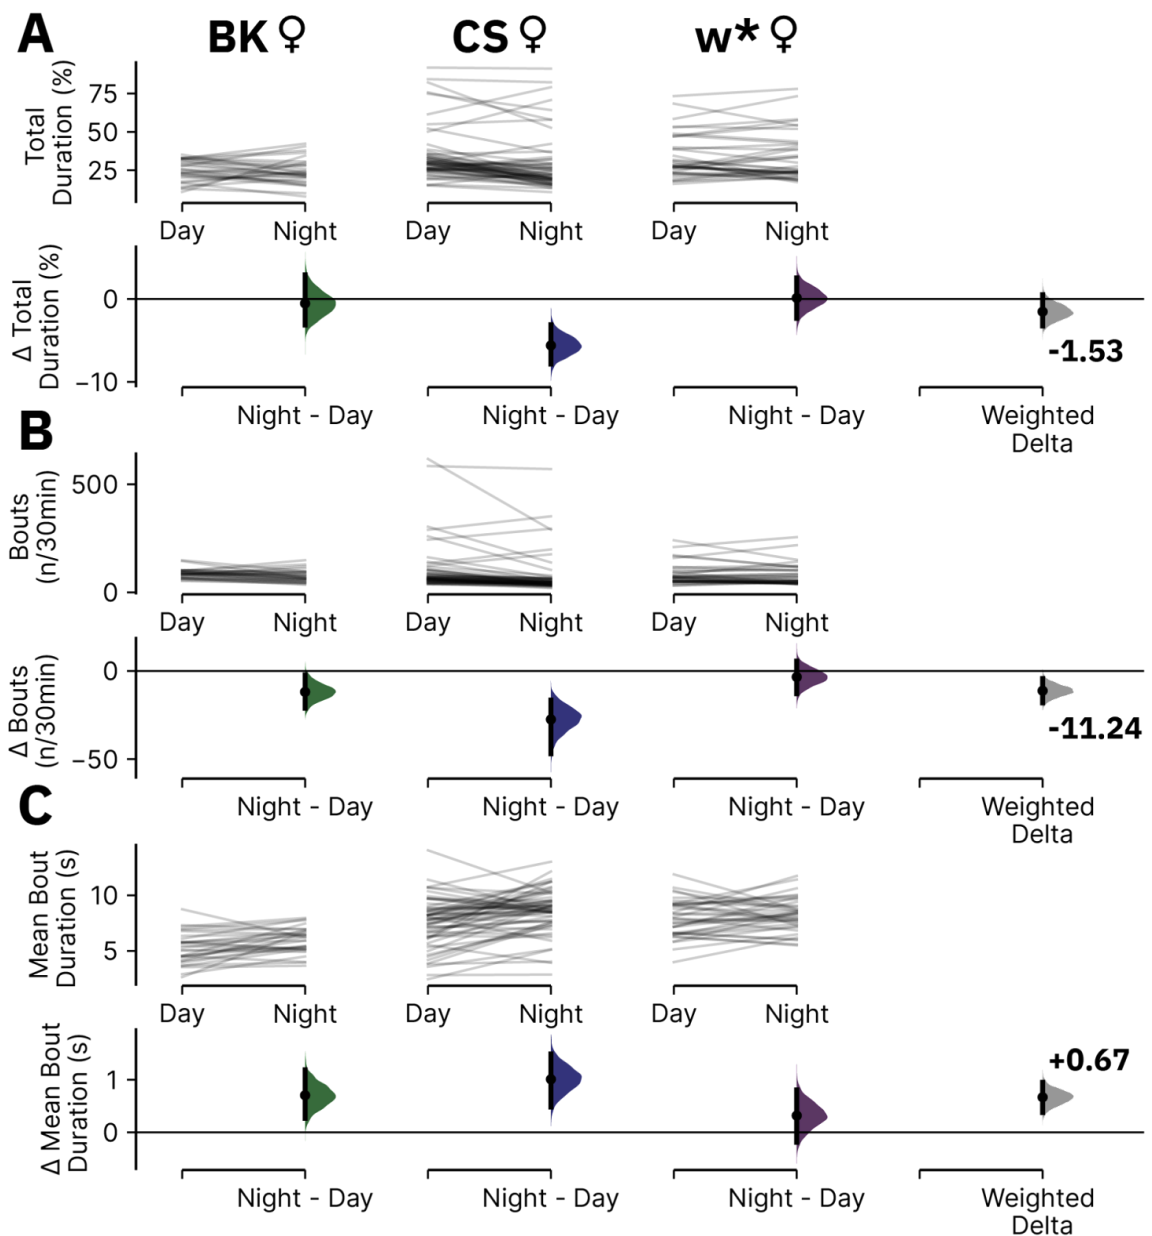 A
BK ♀ CS ♀ w* ♀
Total
Duration (%)
75
50
25
Day Night Day Night Day Night
Δ Total
Duration (%)
0
−10
-1.53
Night - Day Night - Day Night - Day Weighted
Delta
B
Bouts
(n/30min)
500
0
Day Night Day Night Day Night
Δ Bouts
(n/30min)
0
−50
-11.24
Night - Day Night - Day Night - Day Weighted
Delta
C
Mean Bout
Duration (s)
10
5
Day Night Day Night Day Night
Δ Mean Bout
Duration (s)
1
0
+0.67
Night - Day Night - Day Night - Day Weighted
Delta